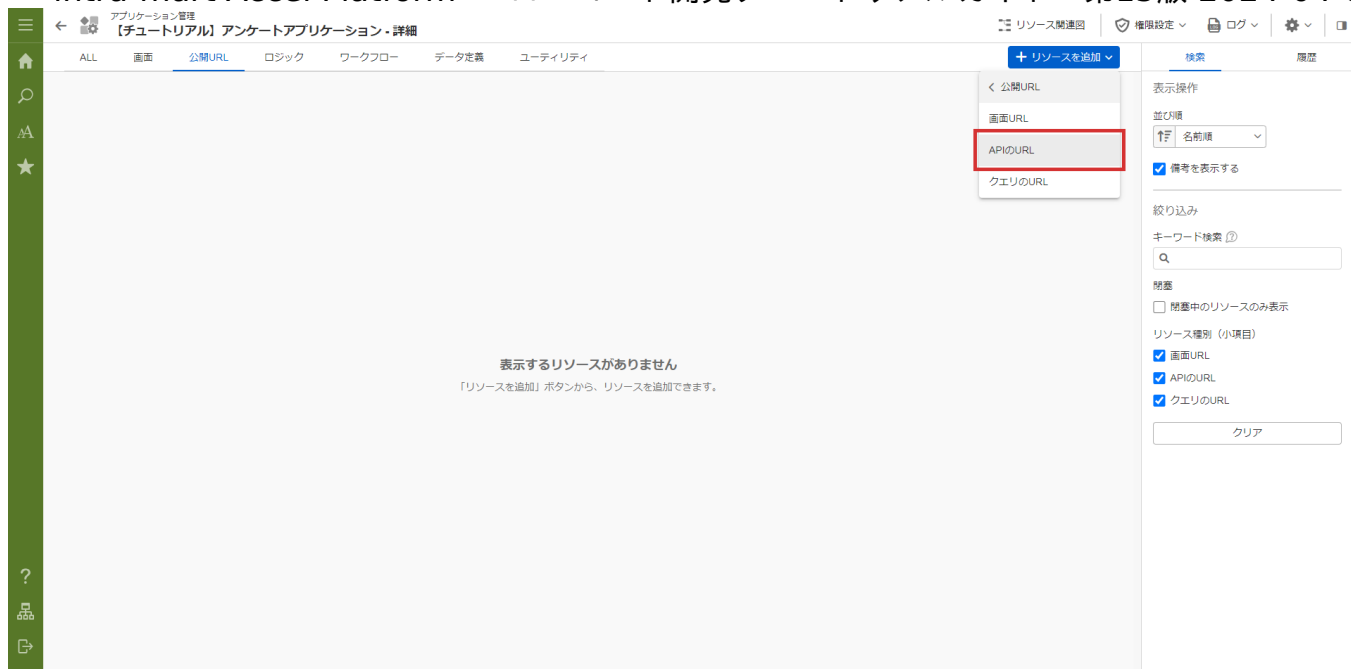 アプリケーション管理
【チュートリアル】アンケートアプリケーション - 詳細
リソース関連図
権限設定
ログ
ALL
画面
公開URL
ロジック
ワークフロー
データ定義
ユーティリティ
リソースを追加
検索
履歴
公開URL
画面URL
APIのURL
クエリのURL
表示操作
並び順
名前順
備考を表示する
絞り込み
キーワード検索
閉塞
閉塞中のリソースのみ表示
リソース種別（小項目）
画面URL
APIのURL
クエリのURL
クリア
表示するリソースがありません
「リソースを追加」ボタンから、リソースを追加できます。